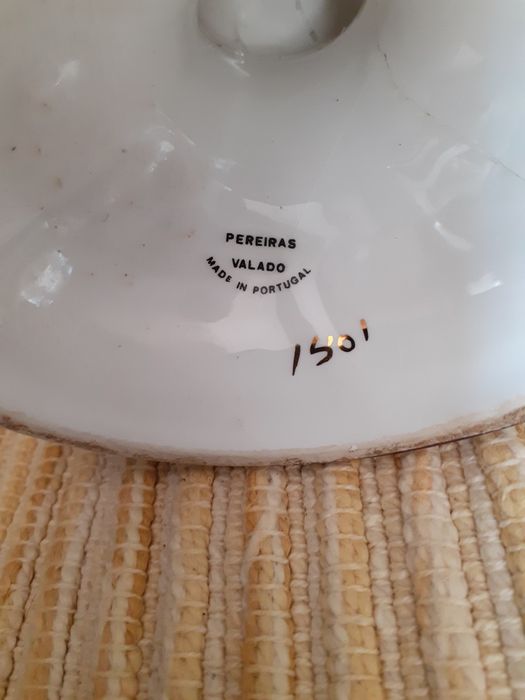 PEREIRAS
VALADO
MADE IN PORTUGAL
1501